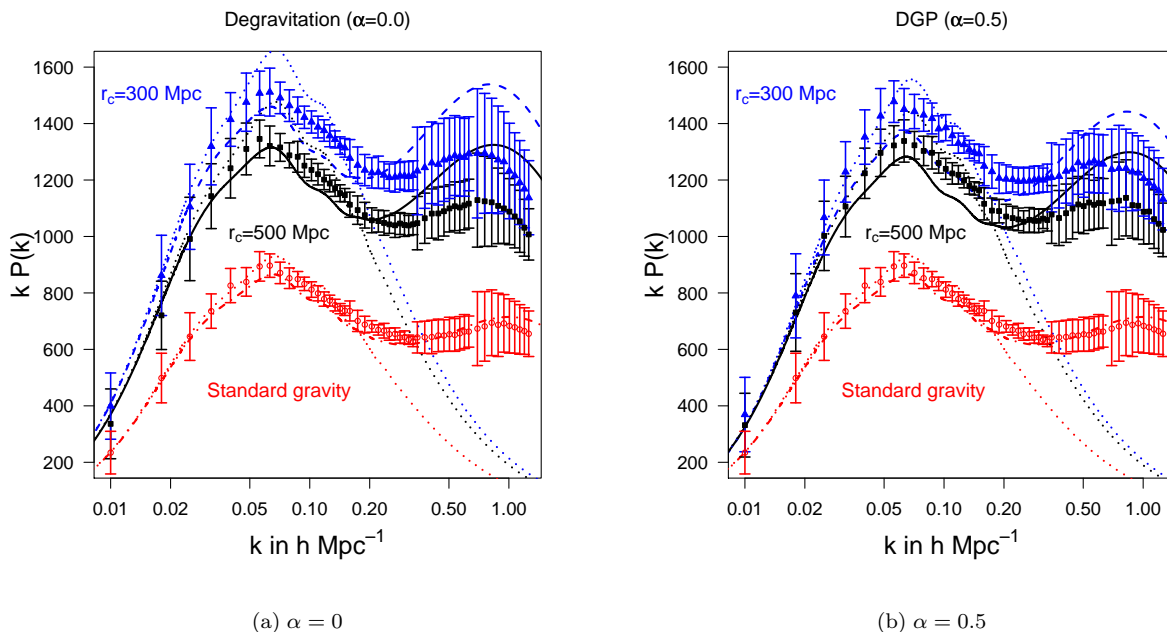 Degravitation (α=0.0)
k P(k)
1600
1400
1200
1000
800
600
400
200
r_c=300 Mpc
r_c=500 Mpc
Standard gravity
0.01 0.02 0.05 0.10 0.20 0.50 1.00
k in h Mpc⁻¹
(a) α = 0
DGP (α=0.5)
k P(k)
1600
1400
1200
1000
800
600
400
200
r_c=300 Mpc
r_c=500 Mpc
Standard gravity
0.01 0.02 0.05 0.10 0.20 0.50 1.00
k in h Mpc⁻¹
(b) α = 0.5